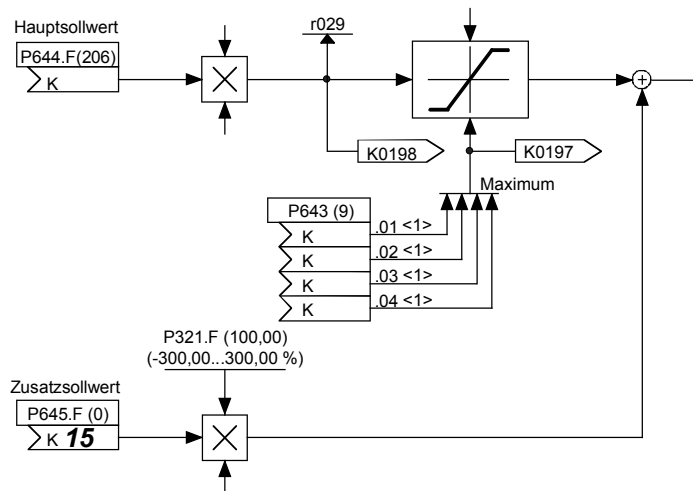 Hauptsollwert
P644.F(206)
K
r029
K0198
K0197
Maximum
P643 (9)
K
.01 <1>
K
.02 <1>
K
.03 <1>
K
.04 <1>
P321.F (100,00)
(-300,00...300,00 %)
Zusatzsollwert
P645.F (0)
K 15